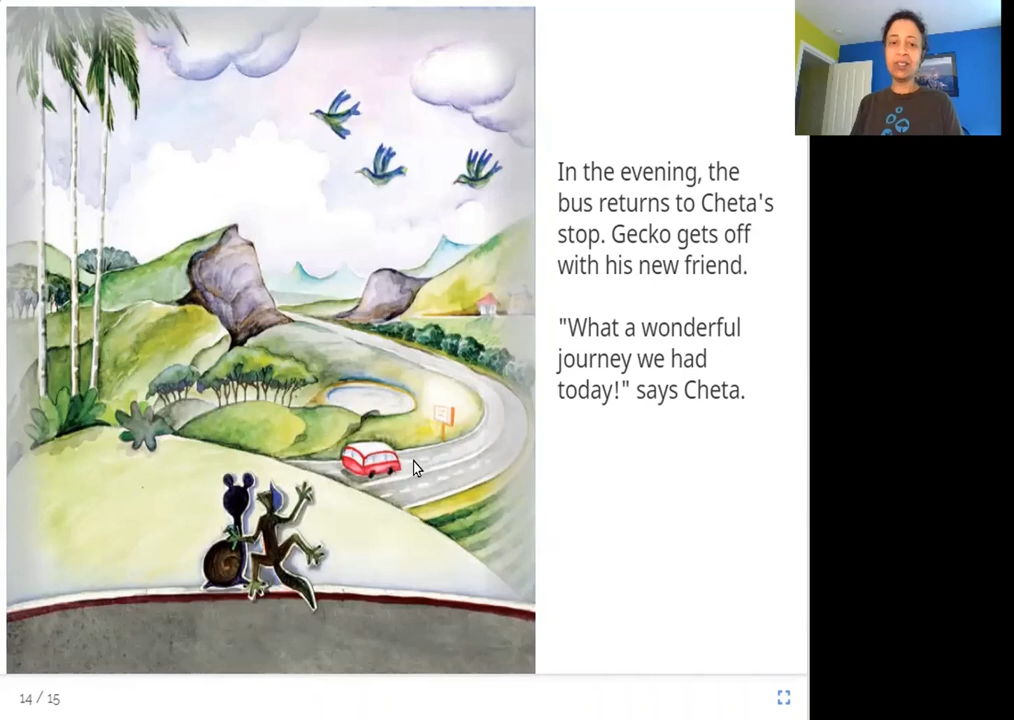 In the evening, the
bus returns to Cheta's
stop. Gecko gets off
with his new friend.
"What a wonderful
journey we had
today!" says Cheta.
14 / 15